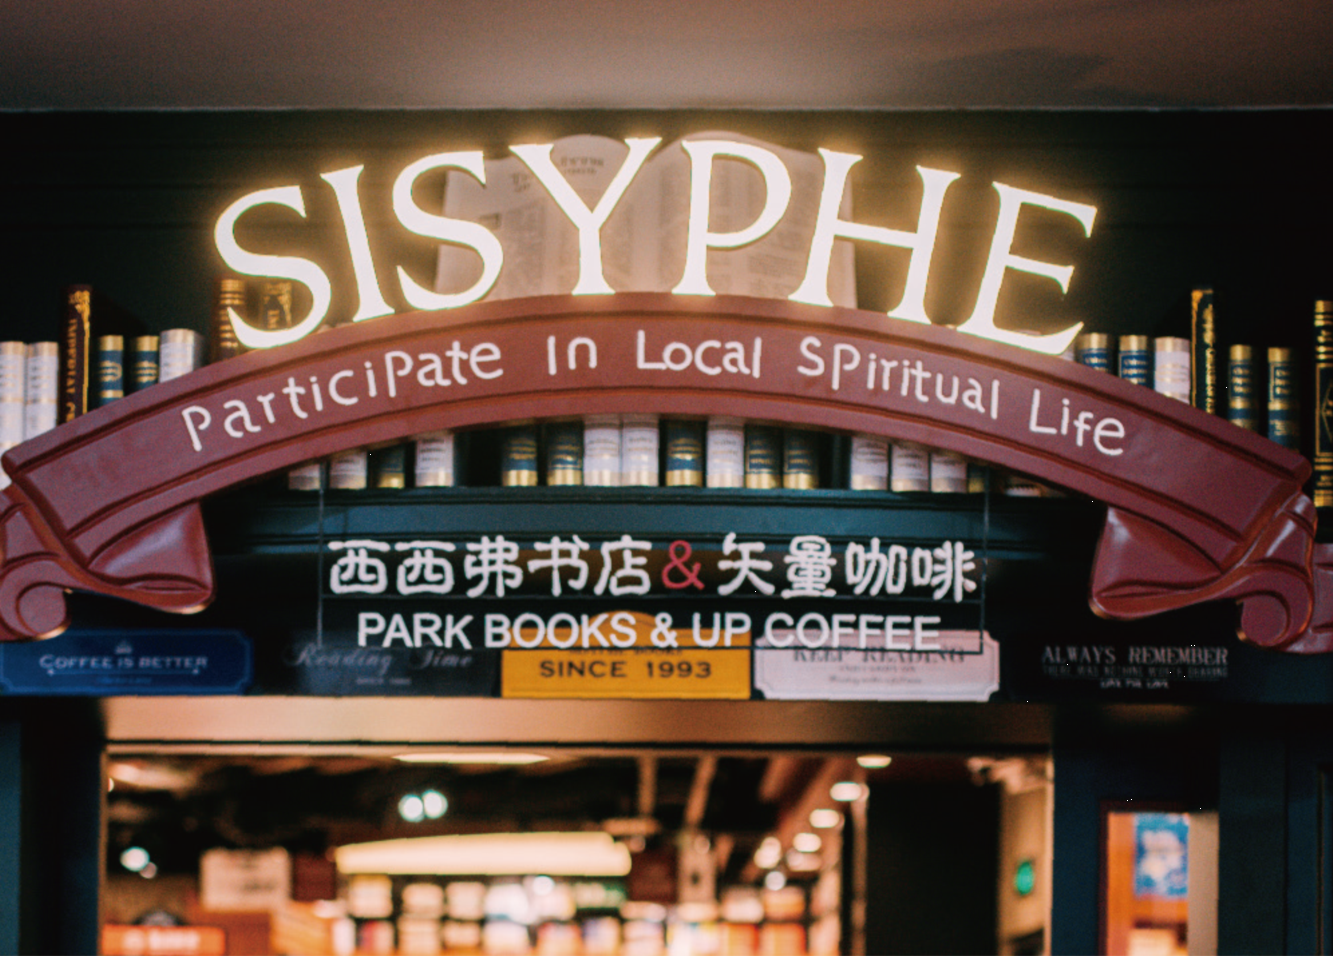 SISYPHE
Participate In Local Spiritual Life
西西弗书店&矢量咖啡
PARK BOOKS & UP COFFEE
COFFEE IS BETTER
Reading Time
SINCE 1993
KEEP READING
ALWAYS REMEMBER